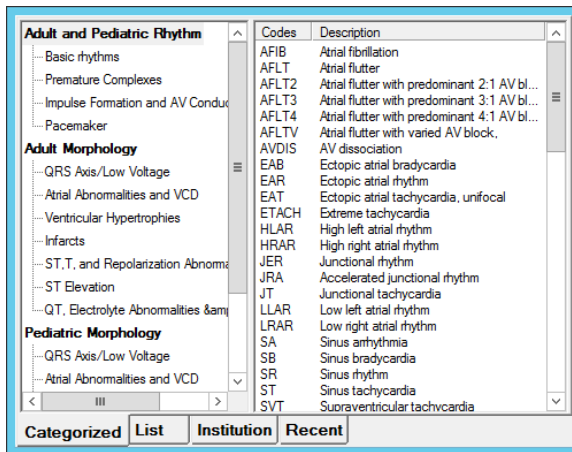 Adult and Pediatric Rhythm
Basic rhythms
Premature Complexes
Impulse Formation and AV Conduc
Pacemaker
Adult Morphology
QRS Axis/Low Voltage
Atrial Abnormalities and VCD
Ventricular Hypertrophies
Infarcts
ST,T, and Repolarization Abnorma
ST Elevation
QT, Electrolyte Abnormalities &amp
Pediatric Morphology
QRS Axis/Low Voltage
Atrial Abnormalities and VCD
Codes Description
AFIB Atrial fibrillation
AFLT Atrial flutter
AFLT2 Atrial flutter with predominant 2:1 AV bl...
AFLT3 Atrial flutter with predominant 3:1 AV bl...
AFLT4 Atrial flutter with predominant 4:1 AV bl...
AFLTV Atrial flutter with varied AV block,
AVDIS AV dissociation
EAB Ectopic atrial bradycardia
EAR Ectopic atrial rhythm
EAT Ectopic atrial tachycardia, unifocal
ETACH Extreme tachycardia
HLAR High left atrial rhythm
HRAR High right atrial rhythm
JER Junctional rhythm
JRA Accelerated junctional rhythm
JT Junctional tachycardia
LLAR Low left atrial rhythm
LRAR Low right atrial rhythm
SA Sinus arrhythmia
SB Sinus bradycardia
SR Sinus rhythm
ST Sinus tachycardia
SVT Supraventricular tachycardia
Categorized List Institution Recent